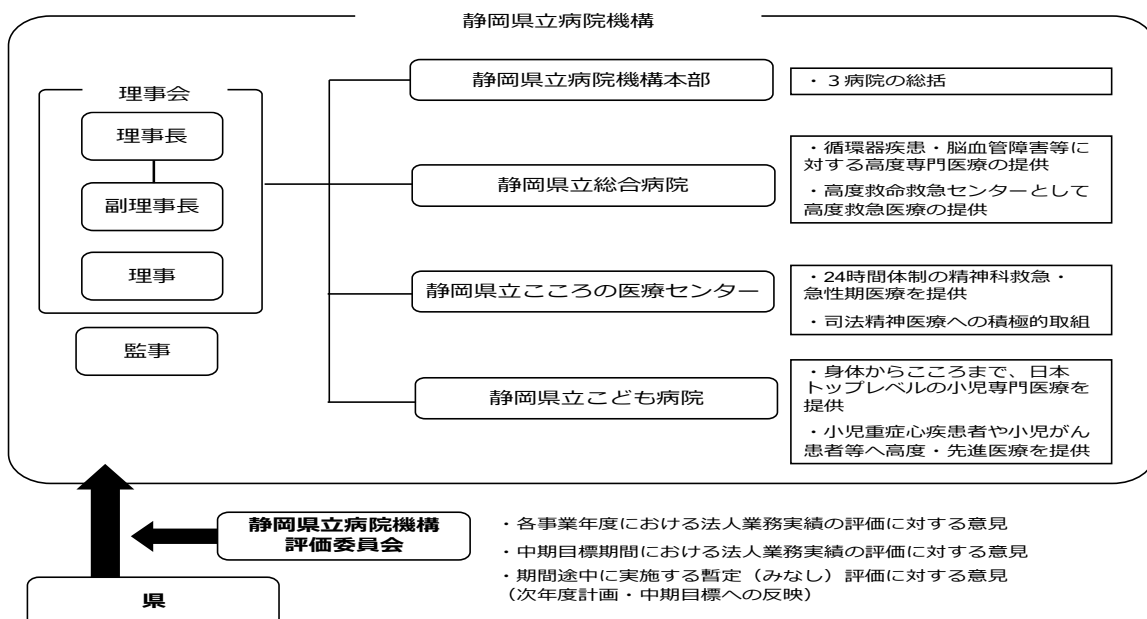 静岡県立病院機構
理事会
理事長
副理事長
理事
監事
静岡県立病院機構本部
・３病院の総括
静岡県立総合病院
・循環器疾患・脳血管障害等に
対する高度専門医療の提供
・高度救命救急センターとして
高度救急医療の提供
静岡県立こころの医療センター
・24時間体制の精神科救急・
急性期医療を提供
・司法精神医療への積極的取組
静岡県立こども病院
・身体からこころまで、日本
トップレベルの小児専門医療を
提供
・小児重症心疾患者や小児がん
患者等へ高度・先進医療を提供
静岡県立病院機構
評価委員会
・各事業年度における法人業務実績の評価に対する意見
・中期目標期間における法人業務実績の評価に対する意見
・期間途中に実施する暫定（みなし）評価に対する意見
（次年度計画・中期目標への反映）
県